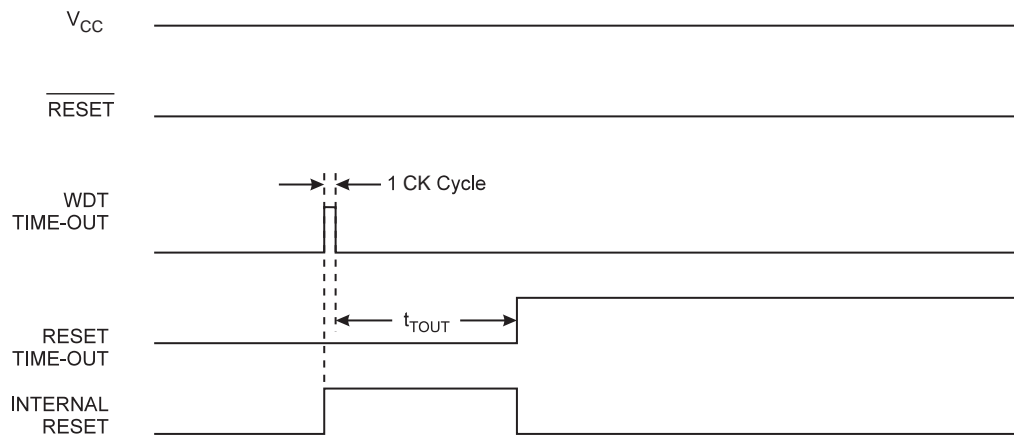 VCC
RESET
1 CK Cycle
WDT
TIME-OUT
tTOUT
RESET
TIME-OUT
INTERNAL
RESET